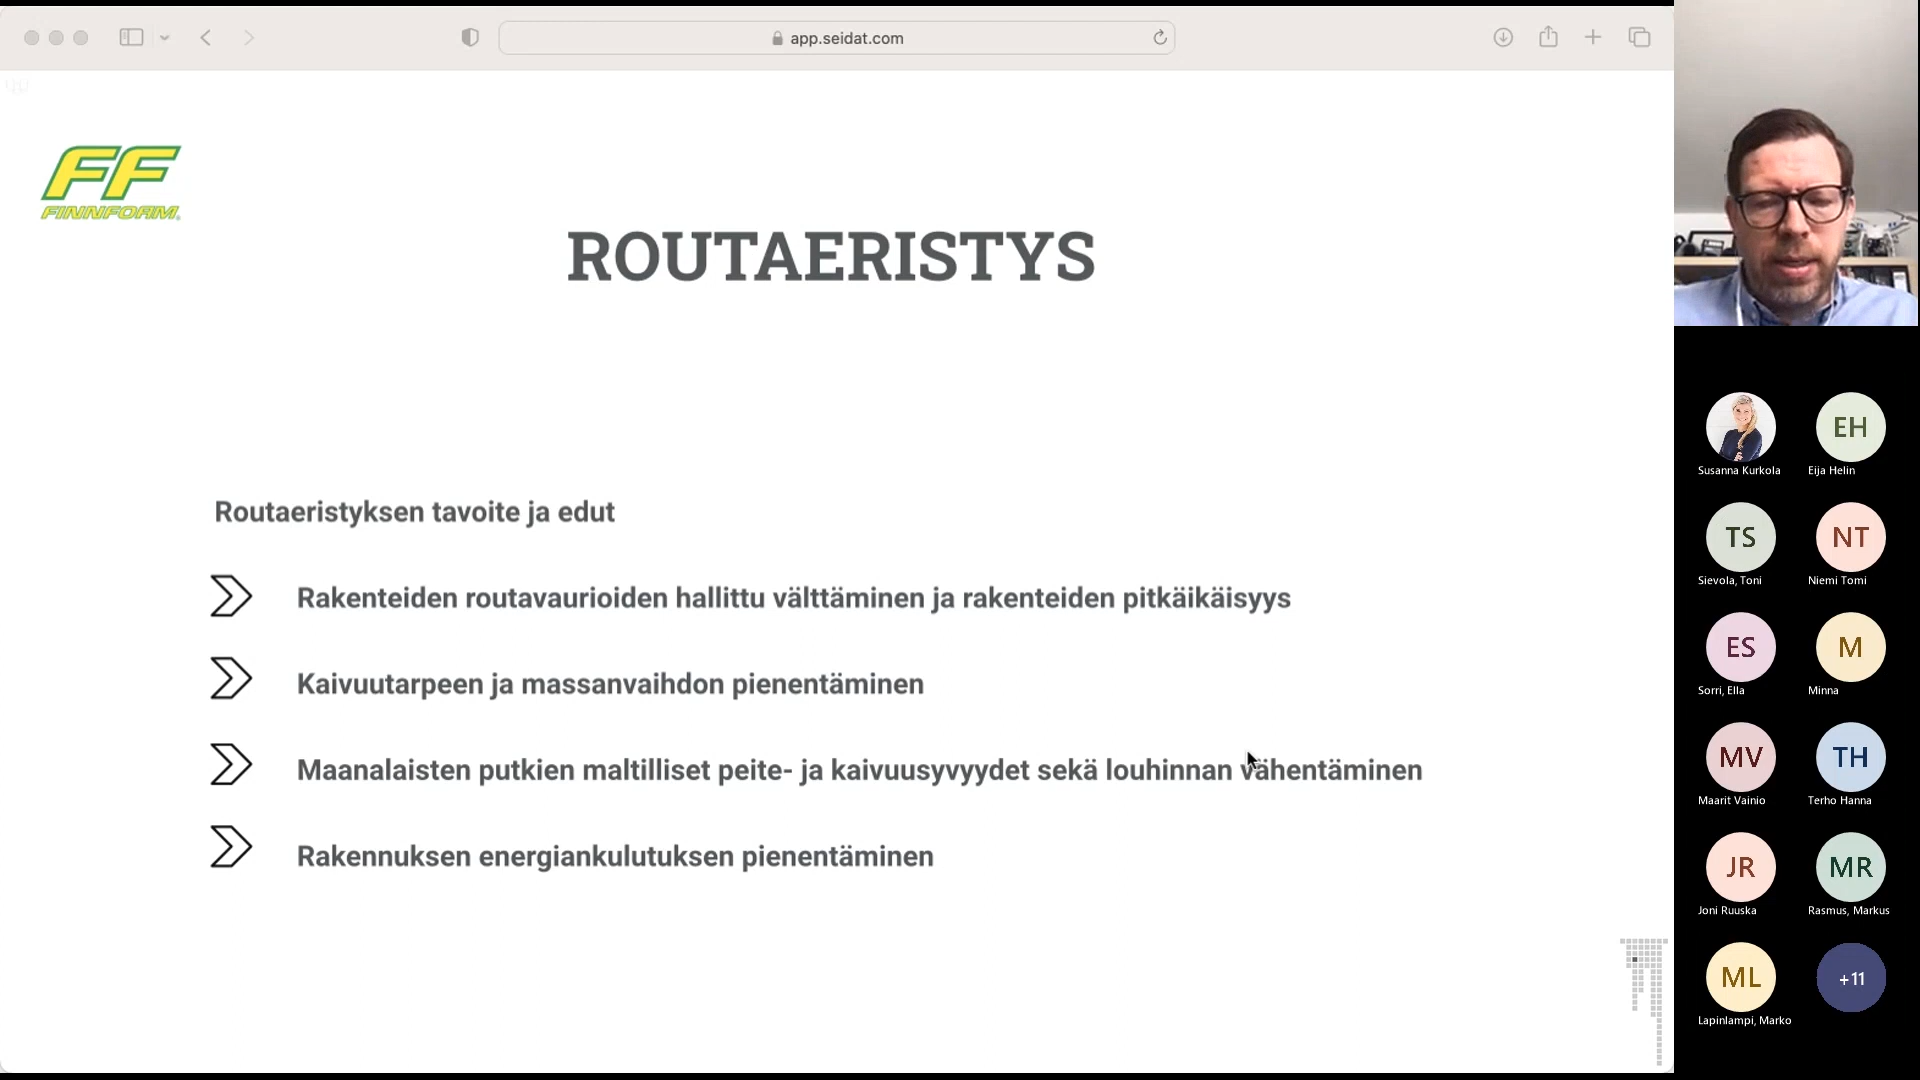 app.seidat.com
FF
FINNFOAM
ROUTAERISTYS
Routaeristyksen tavoite ja edut
Rakenteiden routavaurioiden hallittu välttäminen ja rakenteiden pitkäikäisyys
Kaivuutarpeen ja massanvaihdon pienentäminen
Maanalaisten putkien maltilliset peite- ja kaivuusyvyydet sekä louhinnan vähentäminen
Rakennuksen energiankulutuksen pienentäminen
Susanna Kurkola
EH
Eija Helin
TS
Sievola, Toni
NT
Niemi Tomi
ES
Sorri, Ella
M
Minna
MV
Maarit Vainio
TH
Terho Hanna
JR
Joni Ruuska
MR
Rasmus, Markus
ML
Lapinlampi, Marko
+11